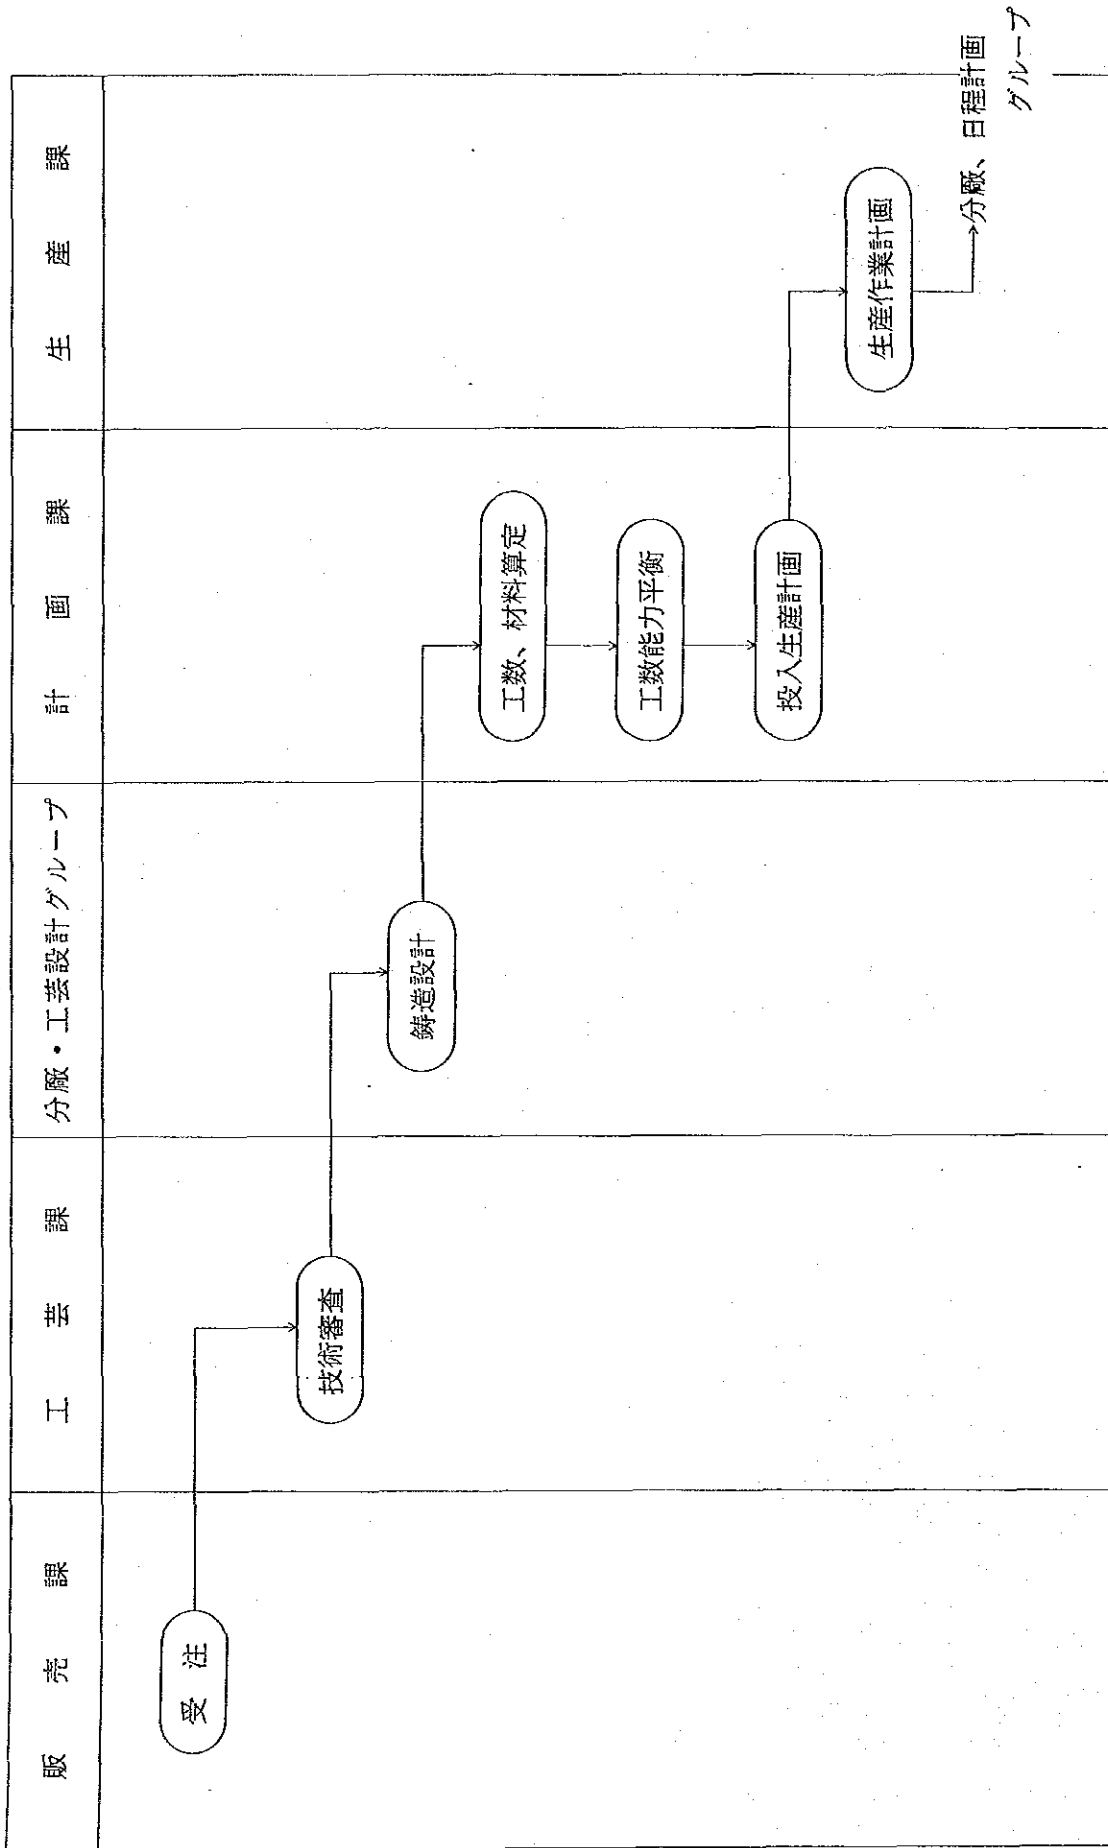 販売課
工芸課
分廠・工芸設計グループ
計画課
生産課
受注
技術審査
鋳造設計
工数、材料算定
工数能力平衡
投入生産計画
生産作業計画
分廠、日程計画
グループ